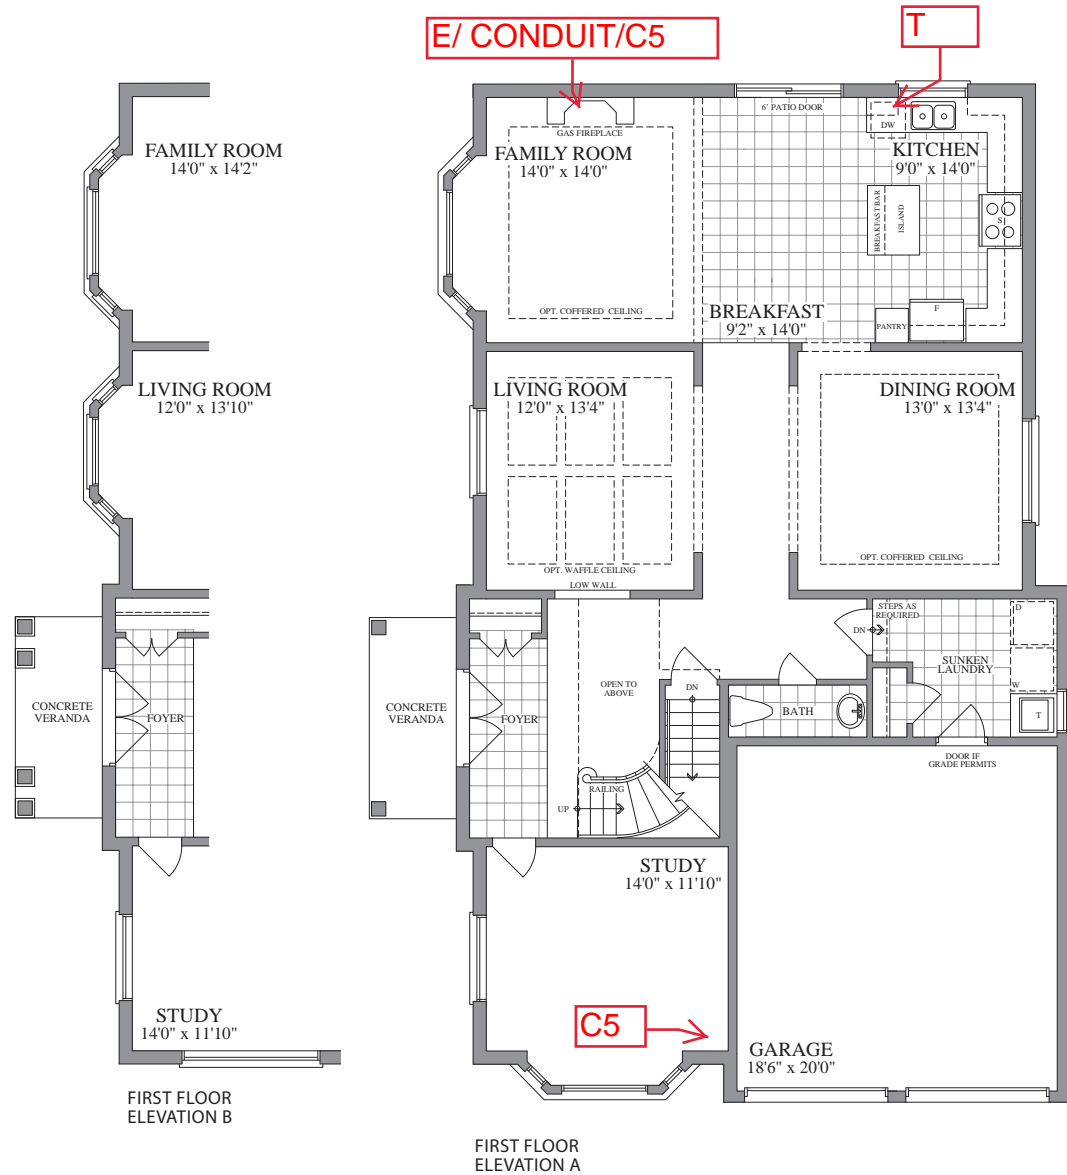 E/ CONDUIT/C5
T
FAMILY ROOM
14'0" x 14'2"
LIVING ROOM
12'0" x 13'10"
CONCRETE
VERANDA
FOYER
STUDY
14'0" x 11'10"
FIRST FLOOR
ELEVATION B
GAS FIREPLACE
FAMILY ROOM
14'0" x 14'0"
OPT. COFFERED CEILING
6' PATIO DOOR
DW
KITCHEN
9'0" x 14'0"
BREAKFAST BAR
ISLAND
S
BREAKFAST
9'2" x 14'0"
PANTRY
F
LIVING ROOM
12'0" x 13'4"
OPT. WAFFLE CEILING
LOW WALL
DINING ROOM
13'0" x 13'4"
OPT. COFFERED CEILING
STEPS AS
REQUIRED
DN
D
SUNKEN
LAUNDRY
W
T
OPEN TO
ABOVE
DN
BATH
CONCRETE
VERANDA
FOYER
RAILING
UP
DOOR IF
GRADE PERMITS
STUDY
14'0" x 11'10"
C5
GARAGE
18'6" x 20'0"
FIRST FLOOR
ELEVATION A